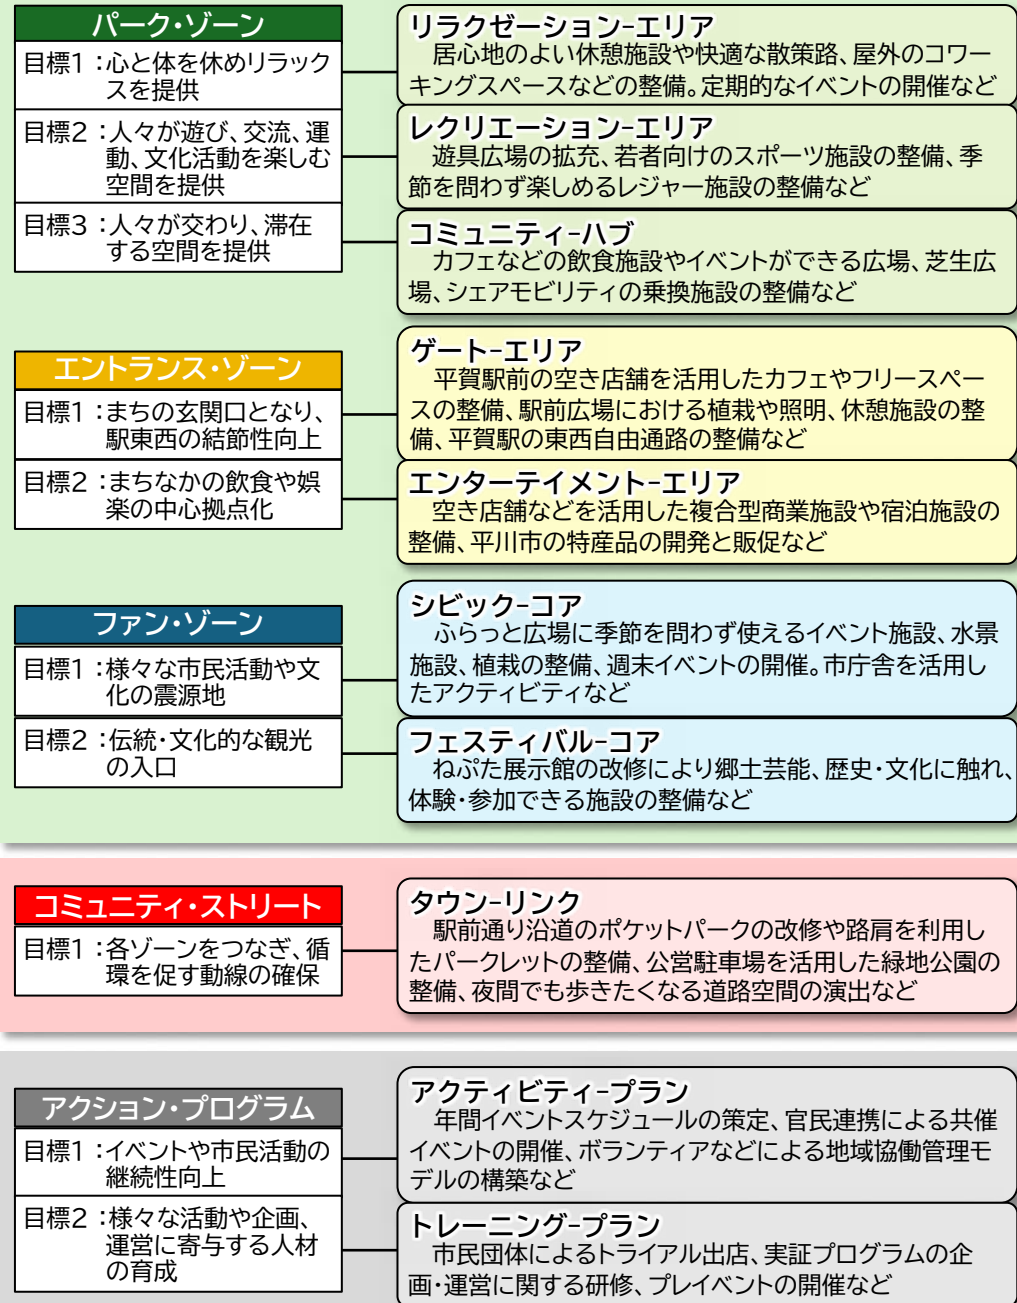 パーク・ゾーン
目標1：心と体を休めリラック
スを提供
目標2：人々が遊び、交流、運
動、文化活動を楽しむ
空間を提供
目標3：人々が交わり、滞在
する空間を提供
リラクゼーション-エリア
居心地のよい休憩施設や快適な散策路、屋外のコワー
キングスペースなどの整備。定期的なイベントの開催など
レクリエーション-エリア
遊具広場の拡充、若者向けのスポーツ施設の整備、季
節を問わず楽しめるレジャー施設の整備など
コミュニティ-ハブ
カフェなどの飲食施設やイベントができる広場、芝生広
場、シェアモビリティの乗換施設の整備など
エントランス・ゾーン
目標1：まちの玄関口となり、
駅東西の結節性向上
目標2：まちなかの飲食や娯
楽の中心拠点化
ゲート-エリア
平賀駅前の空き店舗を活用したカフェやフリースペー
スの整備、駅前広場における植栽や照明、休憩施設の整
備、平賀駅の東西自由通路の整備など
エンターテイメント-エリア
空き店舗などを活用した複合型商業施設や宿泊施設の
整備、平川市の特産品の開発と販促など
ファン・ゾーン
目標1：様々な市民活動や文
化の震源地
目標2：伝統・文化的な観光
の入口
シビック-コア
ふらっと広場に季節を問わず使えるイベント施設、水景
施設、植栽の整備、週末イベントの開催。市庁舎を活用し
たアクティビティなど
フェスティバル-コア
ねぷた展示館の改修により郷土芸能、歴史・文化に触れ、
体験・参加できる施設の整備など
コミュニティ・ストリート
目標1：各ゾーンをつなぎ、循
環を促す動線の確保
タウン-リンク
駅前通り沿道のポケットパークの改修や路肩を利用し
たパークレットの整備、公営駐車場を活用した緑地公園の
整備、夜間でも歩きたくなる道路空間の演出など
アクション・プログラム
目標1：イベントや市民活動の
継続性向上
目標2：様々な活動や企画、
運営に寄与する人材
の育成
アクティビティ-プラン
年間イベントスケジュールの策定、官民連携による共催
イベントの開催、ボランティアなどによる地域協働管理モ
デルの構築など
トレーニング-プラン
市民団体によるトライアル出店、実証プログラムの企
画・運営に関する研修、プレイベントの開催など